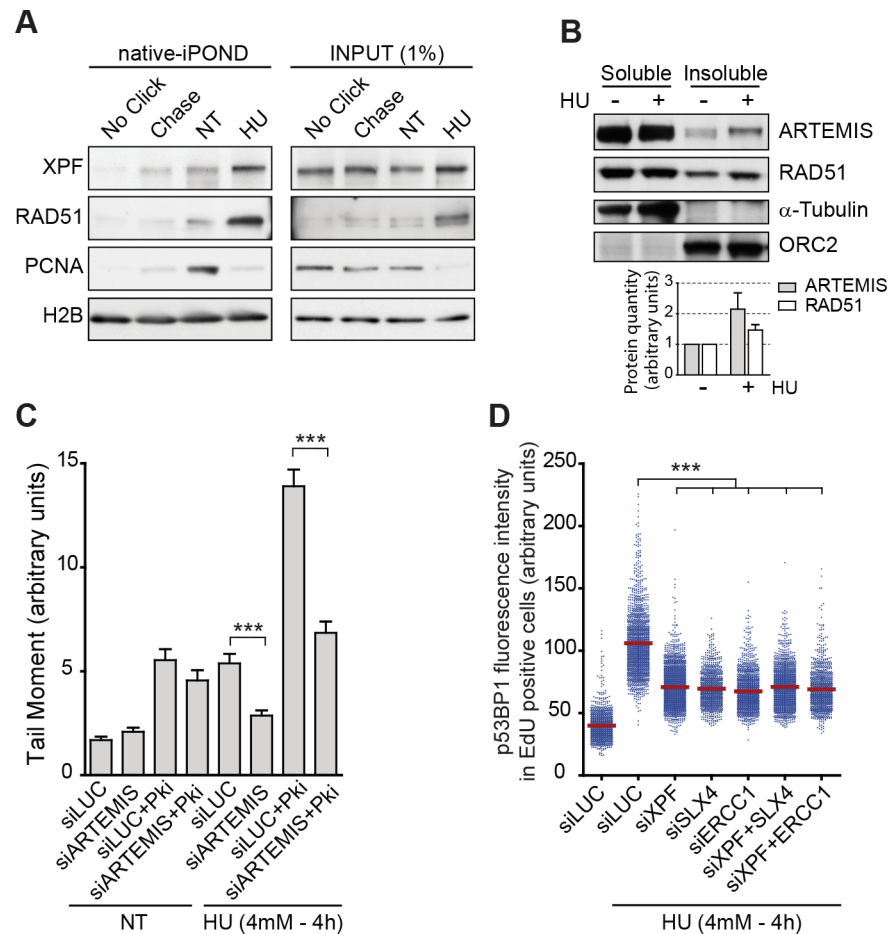 A
native-iPOND INPUT (1%)
No Click Chase NT HU No Click Chase NT HU
XPF
RAD51
PCNA
H2B
B
Soluble Insoluble
HU - + - +
ARTEMIS
RAD51
α-Tubulin
ORC2
Protein quantity
(arbitrary units)
3
2
1
0
ARTEMIS
RAD51
- + HU
C
Tail Moment (arbitrary units)
15
10
5
0
***
***
siLUC
siARTEMIS
siLUC+Pki
siARTEMIS+Pki
siLUC
siARTEMIS
siLUC+Pki
siARTEMIS+Pki
NT HU (4mM - 4h)
D
p53BP1 fluorescence intensity
in EdU positive cells (arbitrary units)
250
200
150
100
50
0
***
siLUC
siLUC
siXPF
siSLX4
siERCC1
siXPF+SLX4
siXPF+ERCC1
HU (4mM - 4h)